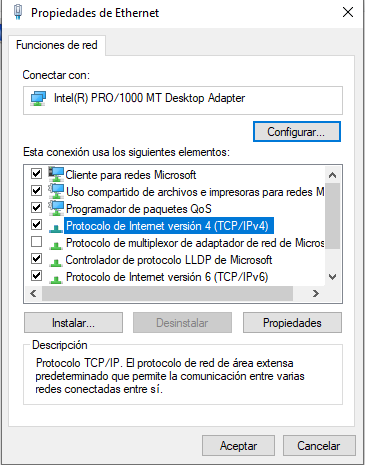 Propiedades de Ethernet
Funciones de red
Conectar con:
Intel(R) PRO/1000 MT Desktop Adapter
Configurar...
Esta conexión usa los siguientes elementos:
Cliente para redes Microsoft
Uso compartido de archivos e impresoras para redes M
Programador de paquetes QoS
Protocolo de Internet versión 4 (TCP/IPv4)
Protocolo de multiplexor de adaptador de red de Micros
Controlador de protocolo LLDP de Microsoft
Protocolo de Internet versión 6 (TCP/IPv6)
Instalar...
Desinstalar
Propiedades
Descripción
Protocolo TCP/IP. El protocolo de red de área extensa
predeterminado que permite la comunicación entre varias
redes conectadas entre sí.
Aceptar
Cancelar